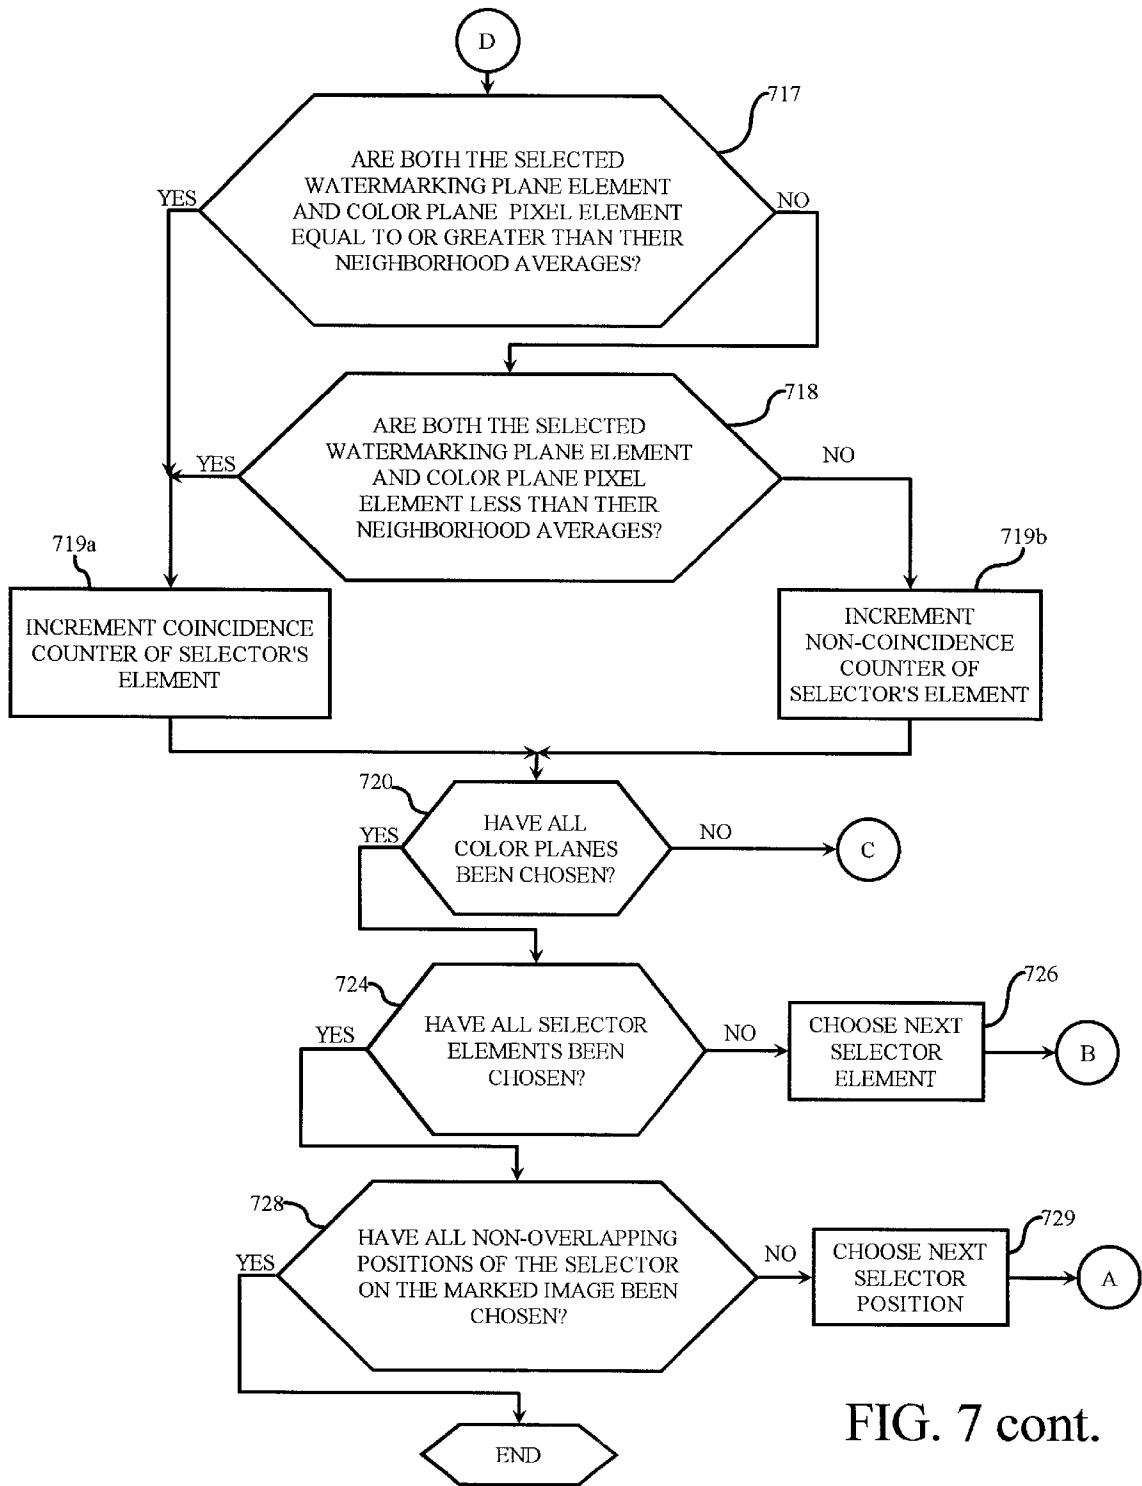 D
717
ARE BOTH THE SELECTED
WATERMARKING PLANE ELEMENT
AND COLOR PLANE PIXEL ELEMENT
EQUAL TO OR GREATER THAN THEIR
NEIGHBORHOOD AVERAGES?
YES
NO
718
ARE BOTH THE SELECTED
WATERMARKING PLANE ELEMENT
AND COLOR PLANE PIXEL
ELEMENT LESS THAN THEIR
NEIGHBORHOOD AVERAGES?
YES
NO
719a
INCREMENT COINCIDENCE
COUNTER OF SELECTOR'S
ELEMENT
719b
INCREMENT
NON-COINCIDENCE
COUNTER OF
SELECTOR'S ELEMENT
720
HAVE ALL
COLOR PLANES
BEEN CHOSEN?
YES
NO
C
724
HAVE ALL SELECTOR
ELEMENTS BEEN
CHOSEN?
YES
NO
726
CHOOSE NEXT
SELECTOR
ELEMENT
B
728
HAVE ALL NON-OVERLAPPING
POSITIONS OF THE SELECTOR
ON THE MARKED IMAGE BEEN
CHOSEN?
YES
NO
729
CHOOSE NEXT
SELECTOR
POSITION
A
END
FIG. 7 cont.